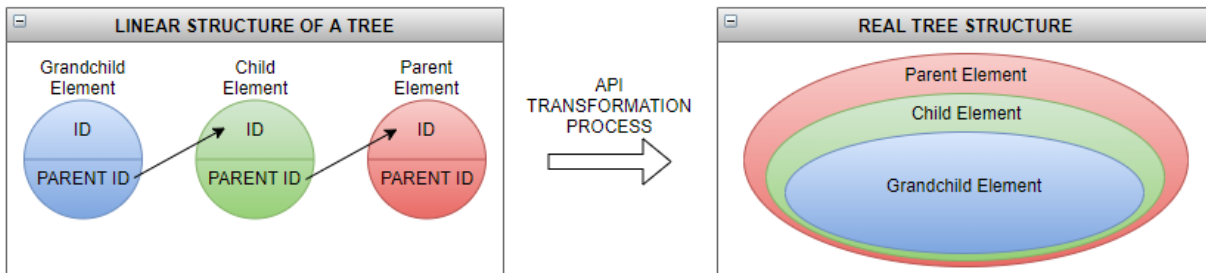 LINEAR STRUCTURE OF A TREE
Grandchild
Element
Child
Element
Parent
Element
ID
ID
ID
PARENT ID
PARENT ID
PARENT ID
API
TRANSFORMATION
PROCESS
REAL TREE STRUCTURE
Parent Element
Child Element
Grandchild Element